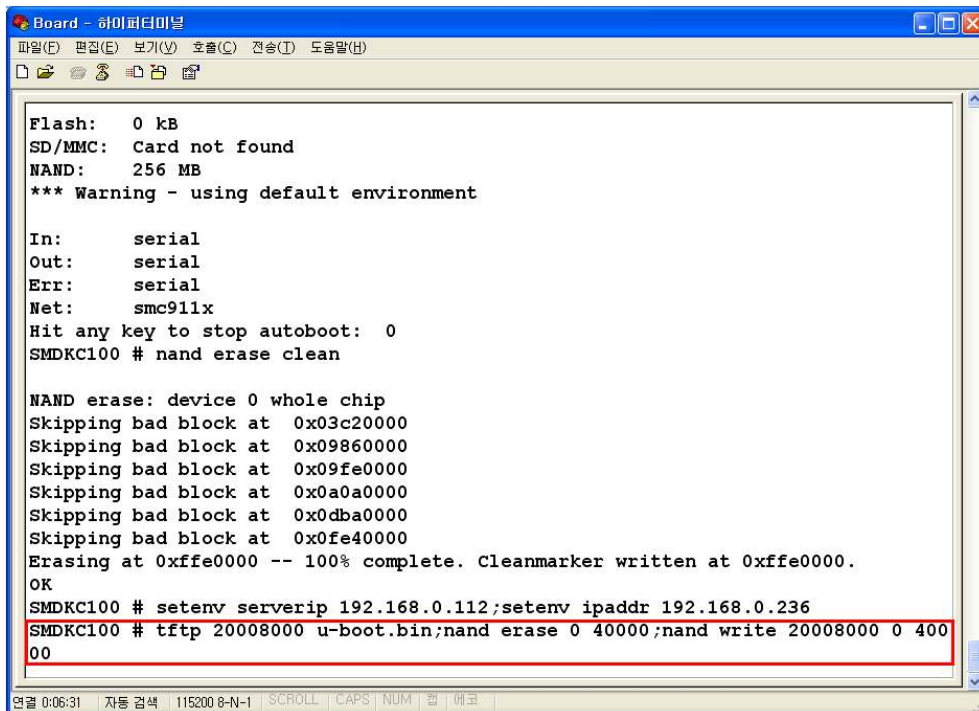 Board - 하이퍼터미널
파일(F) 편집(E) 보기(V) 호출(C) 전송(T) 도움말(H)
Flash:   0 kB
SD/MMC:  Card not found
NAND:    256 MB
*** Warning - using default environment
In:      serial
Out:     serial
Err:     serial
Net:     smc911x
Hit any key to stop autoboot:  0
SMDKC100 # nand erase clean
NAND erase: device 0 whole chip
Skipping bad block at  0x03c20000
Skipping bad block at  0x09860000
Skipping bad block at  0x09fe0000
Skipping bad block at  0x0a0a0000
Skipping bad block at  0x0dba0000
Skipping bad block at  0x0fe40000
Erasing at 0xffe0000 -- 100% complete. Cleanmarker written at 0xffe0000.
OK
SMDKC100 # setenv serverip 192.168.0.112;setenv ipaddr 192.168.0.236
SMDKC100 # tftp 20008000 u-boot.bin;nand erase 0 40000;nand write 20008000 0 400
00
연결 0:06:31 자동 검색 115200 8-N-1 SCROLL CAPS NUM 캡 에코